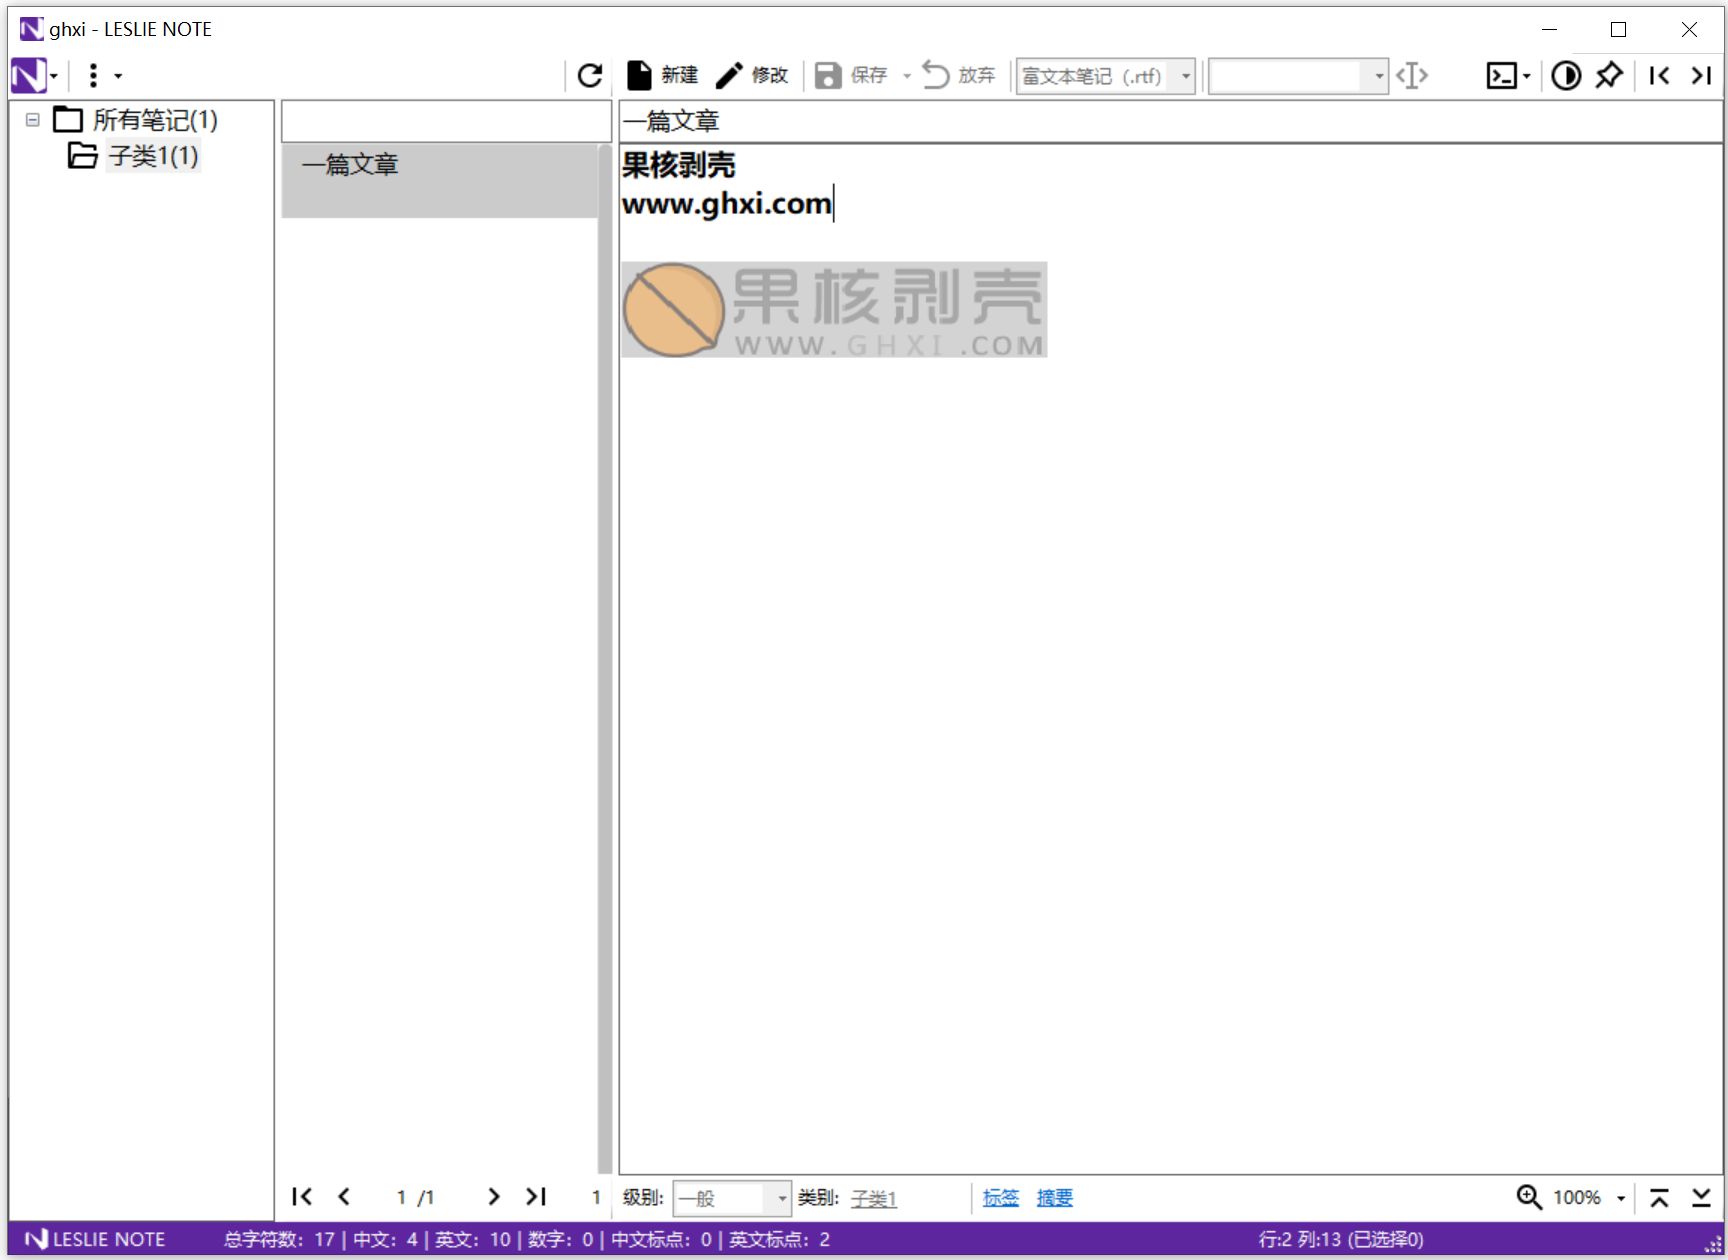 ghxi - LESLIE NOTE
新建 修改 保存 放弃 富文本笔记 (.rtf)
所有笔记(1)
子类1(1)
一篇文章
一篇文章
果核剥壳
www.ghxi.com
果核剥壳
WWW.GHXI.COM
1 /1 1
级别: 一般 类别: 子类1 标签 摘要 100%
LESLIE NOTE 总字符数: 17 | 中文: 4 | 英文: 10 | 数字: 0 | 中文标点: 0 | 英文标点: 2 行:2 列:13 (已选择0)